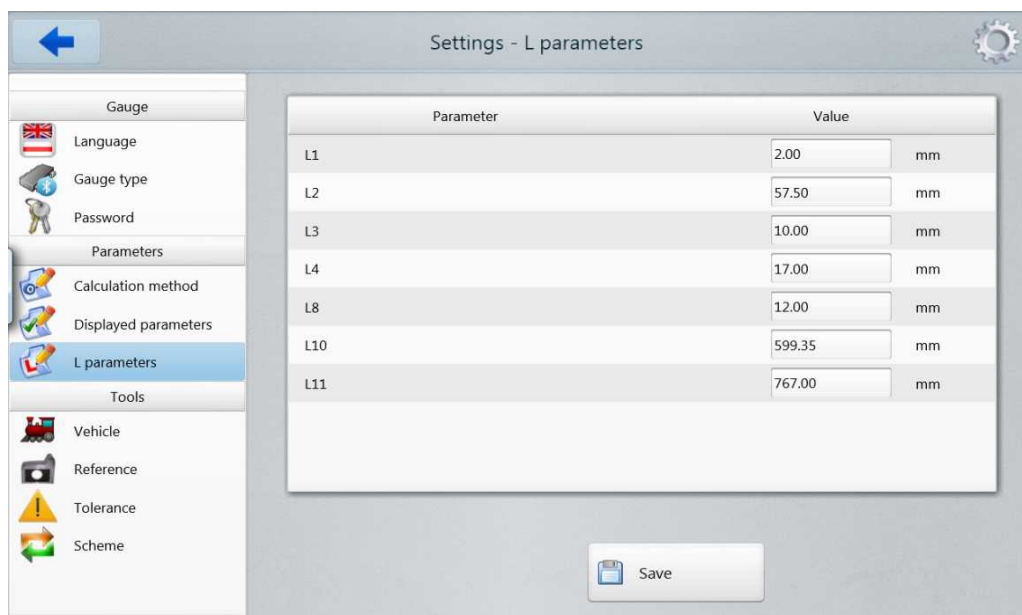 Settings - L parameters
Gauge
Language
Gauge type
Password
Parameters
Calculation method
Displayed parameters
L parameters
Tools
Vehicle
Reference
Tolerance
Scheme
Parameter Value
L1 2.00 mm
L2 57.50 mm
L3 10.00 mm
L4 17.00 mm
L8 12.00 mm
L10 599.35 mm
L11 767.00 mm
Save